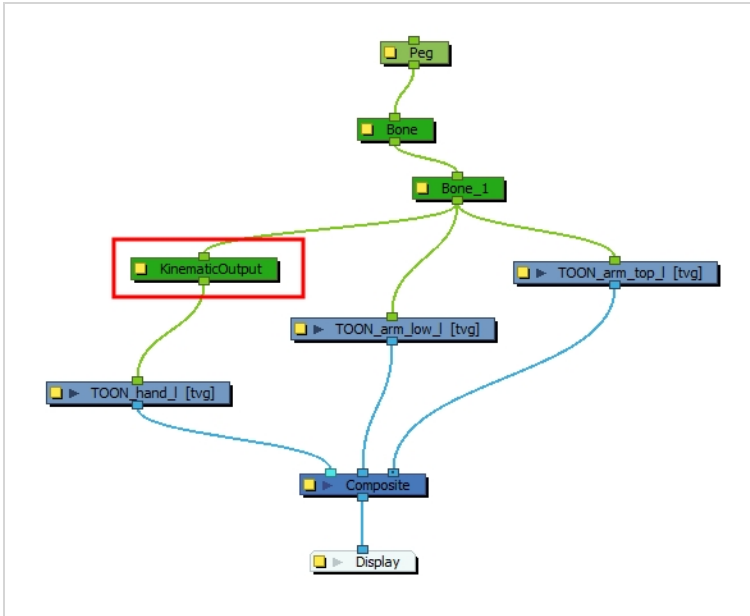 Peg
Bone
Bone_1
KinematicOutput
TOON_arm_top_l [tvg]
TOON_arm_low_l [tvg]
TOON_hand_l [tvg]
Composite
Display